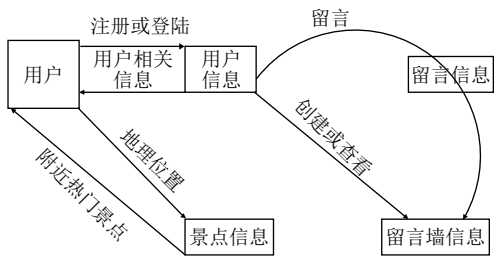 注册或登陆
留言
用户
用户相关
信息
用户
信息
留言信息
创建或查看
地理位置
附近热门景点
景点信息
留言墙信息